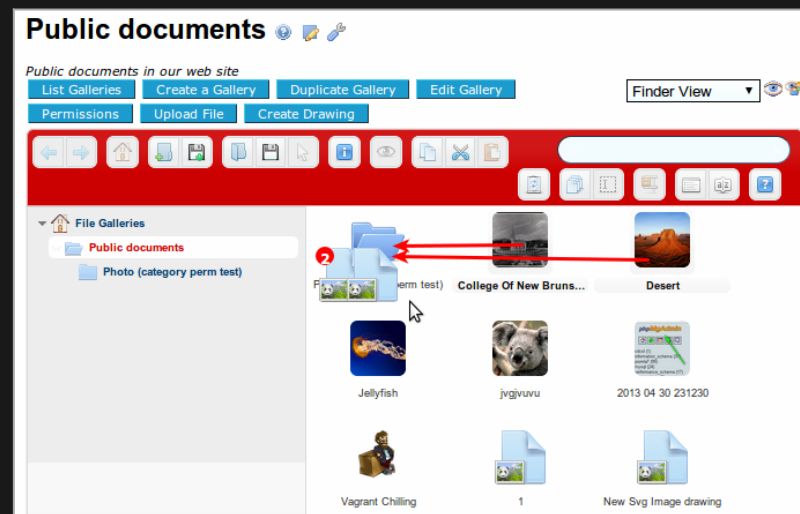 Public documents
Public documents in our web site
List Galleries Create a Gallery Duplicate Gallery Edit Gallery
Finder View
Permissions Upload File Create Drawing
File Galleries
Public documents
Photo (category perm test)
2
P erm test)
College Of New Bruns...
Desert
phpMyAdmin
Jellyfish
jvgjvuvu
2013 04 30 231230
Vagrant Chilling
1
New Svg Image drawing